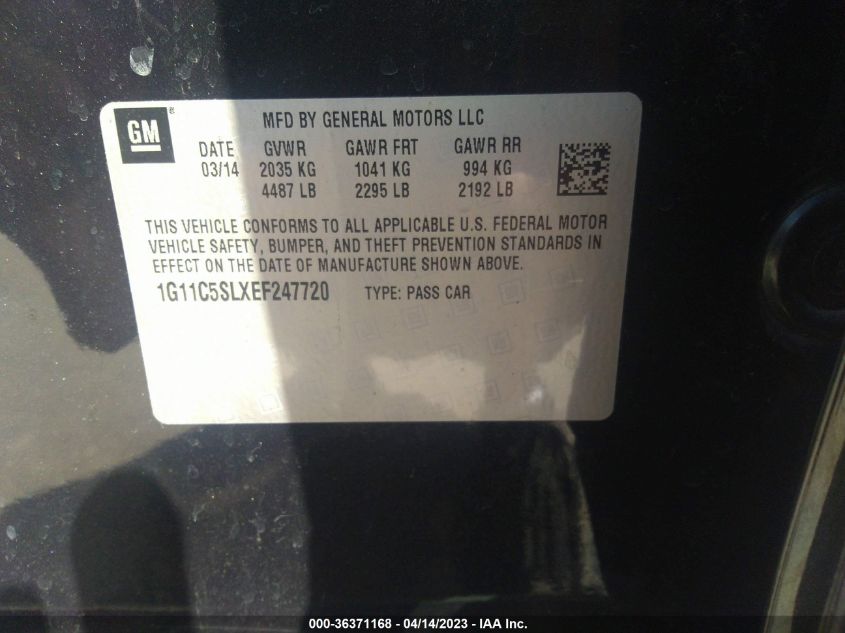 GM ®
MFD BY GENERAL MOTORS LLC
DATE GVWR GAWR FRT GAWR RR
03/14 2035 KG 1041 KG 994 KG
4487 LB 2295 LB 2192 LB
THIS VEHICLE CONFORMS TO ALL APPLICABLE U.S. FEDERAL MOTOR
VEHICLE SAFETY, BUMPER, AND THEFT PREVENTION STANDARDS IN
EFFECT ON THE DATE OF MANUFACTURE SHOWN ABOVE.
1G11C5SLXEF247720 TYPE: PASS CAR
000-36371168 - 04/14/2023 - IAA Inc.